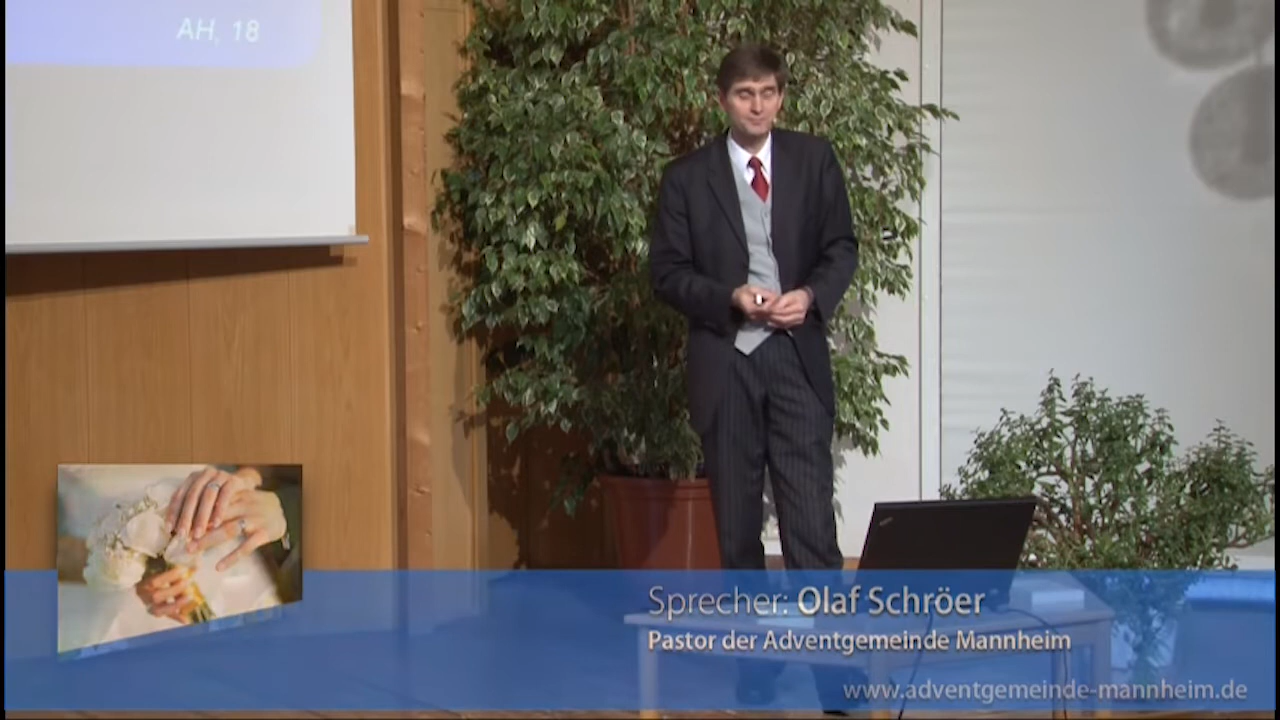 AH, 18
Sprecher: Olaf Schröer
Pastor der Adventgemeinde Mannheim
www.adventgemeinde-mannheim.de